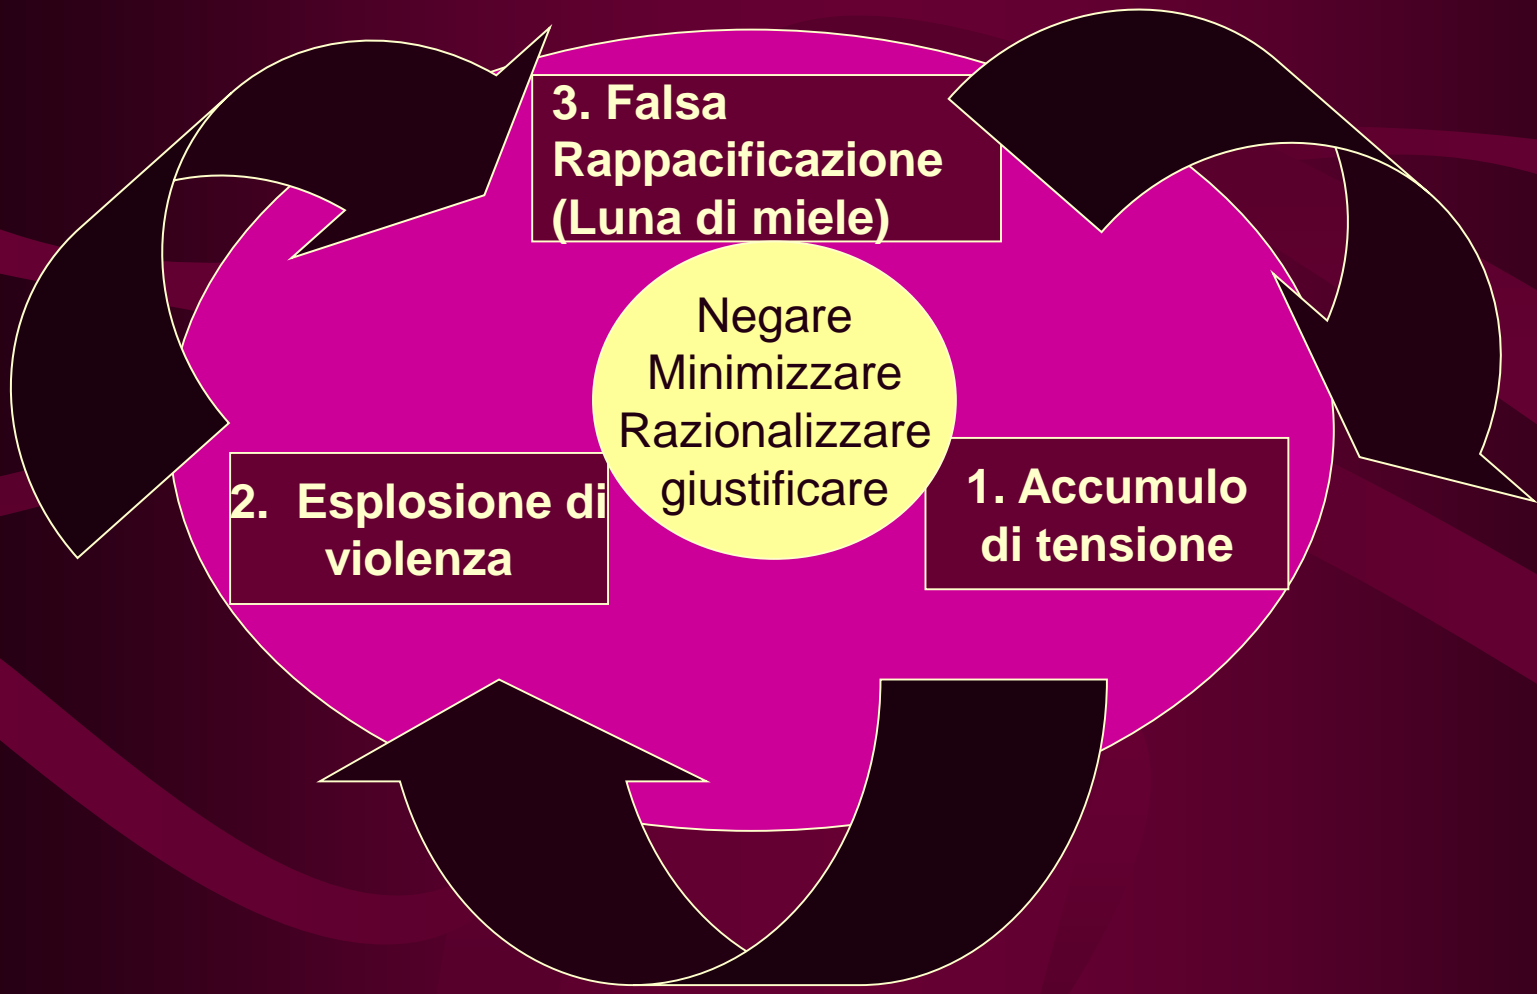 3. Falsa
Rappacificazione
(Luna di miele)
Negare
Minimizzare
Razionalizzare
giustificare
2. Esplosione di
violenza
1. Accumulo
di tensione